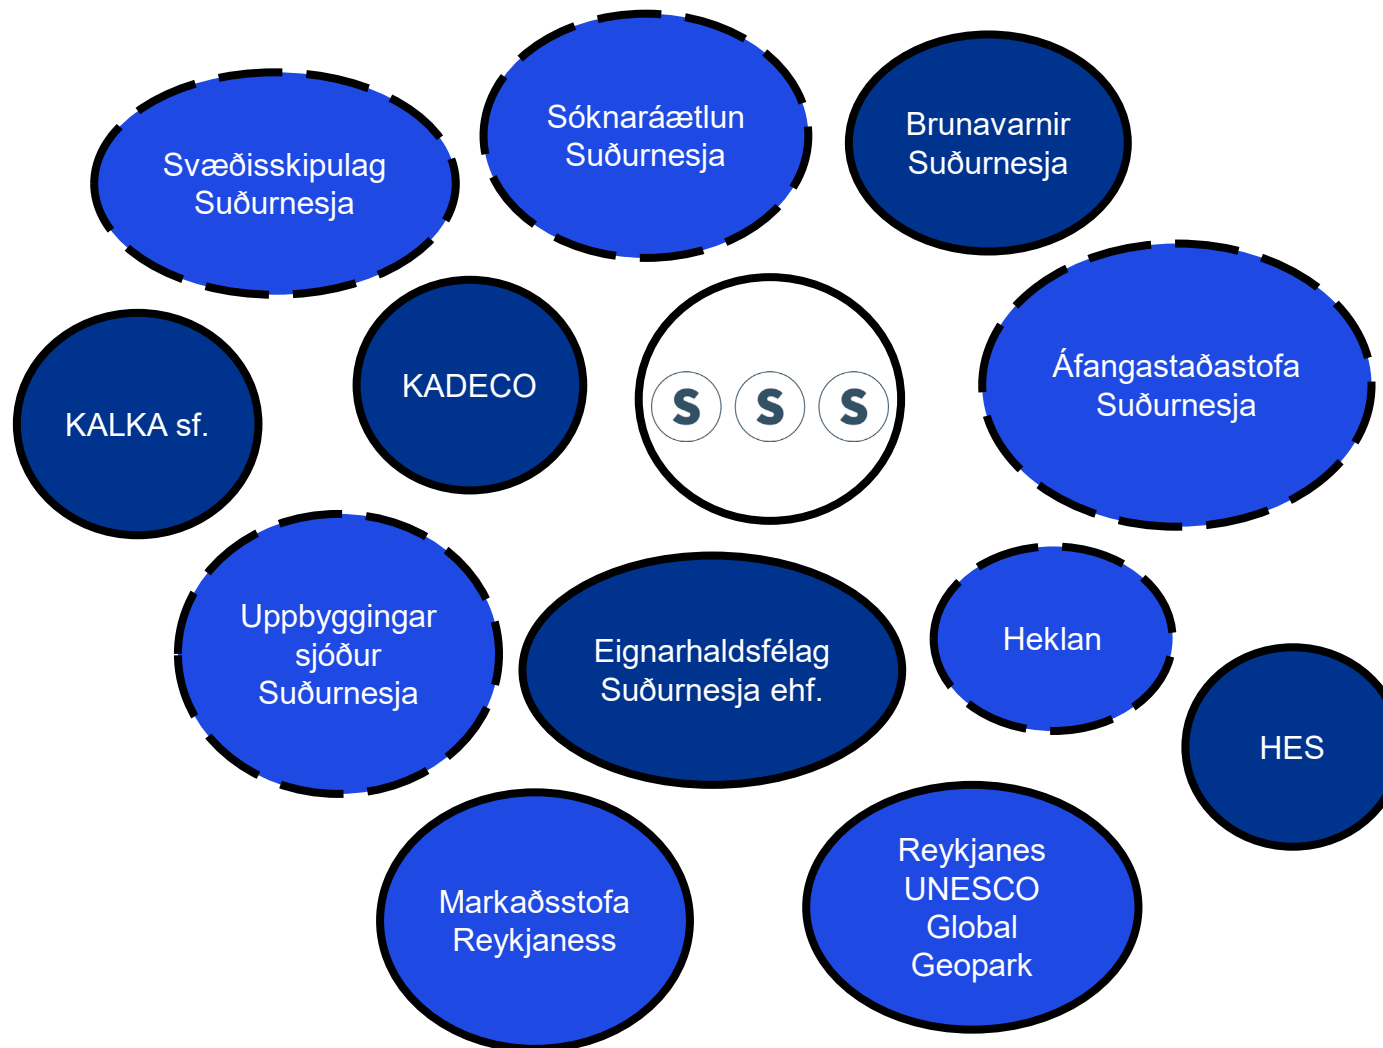 Sóknaráætlun
Suðurnesja
Brunavarnir
Suðurnesja
Svæðisskipulag
Suðurnesja
KADECO
S S S
Áfangastaðastofa
Suðurnesja
KALKA sf.
Uppbyggingar
sjóður
Suðurnesja
Eignarhaldsfélag
Suðurnesja ehf.
Heklan
HES
Markaðsstofa
Reykjaness
Reykjanes
UNESCO
Global
Geopark